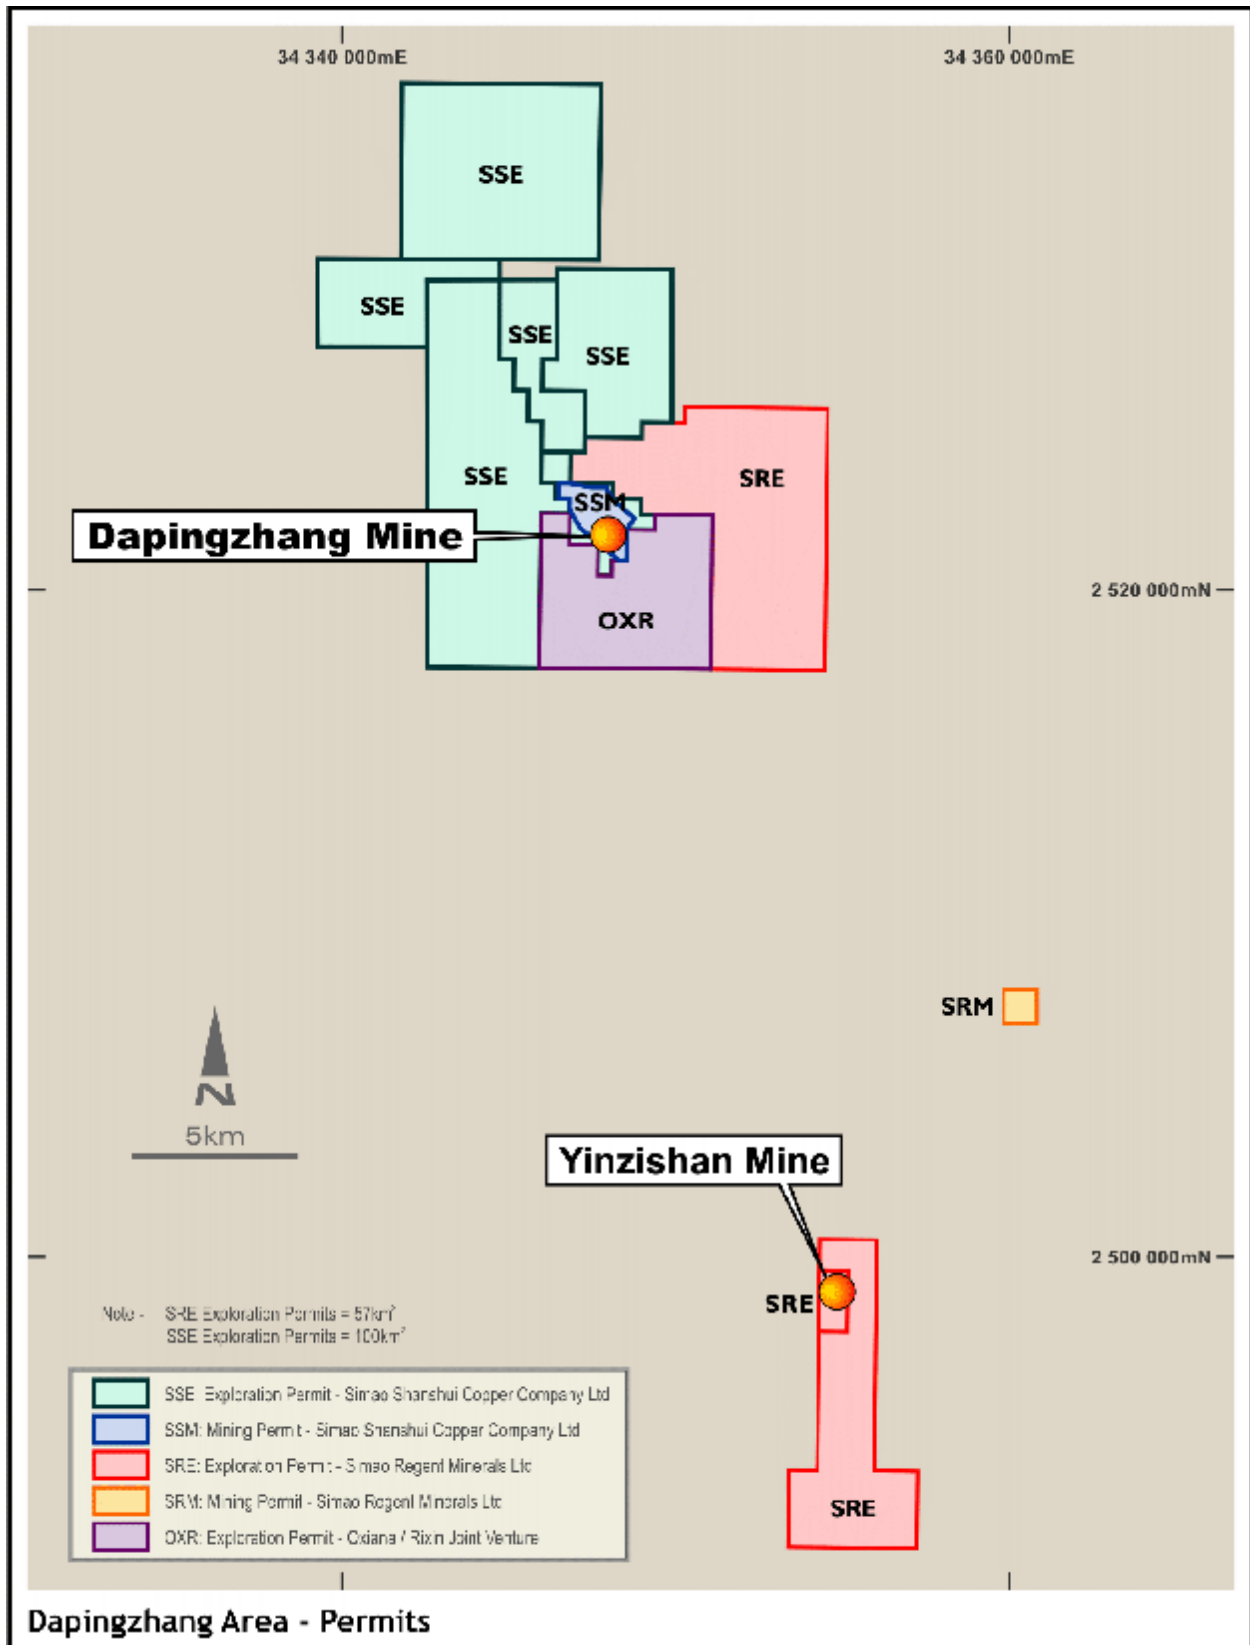 34 340 000mE
34 360 000mE
SSE
SSE
SSE
SSE
SSE
SRE
SSM
Dapingzhang Mine
2 520 000mN
OXR
SRM
N
5km
Yinzishan Mine
2 500 000mN
SRE
Note - SRE Exploration Permits = 57km²
SSE Exploration Permits = 100km²
SSE: Exploration Permit - Simao Shanshui Copper Company Ltd
SSM: Mining Permit - Simao Shanshui Copper Company Ltd
SRE: Exploration Permit - Simao Regent Minerals Ltd
SRM: Mining Permit - Simao Regent Minerals Ltd
OXR: Exploration Permit - Oxiana / Rixin Joint Venture
SRE
Dapingzhang Area - Permits